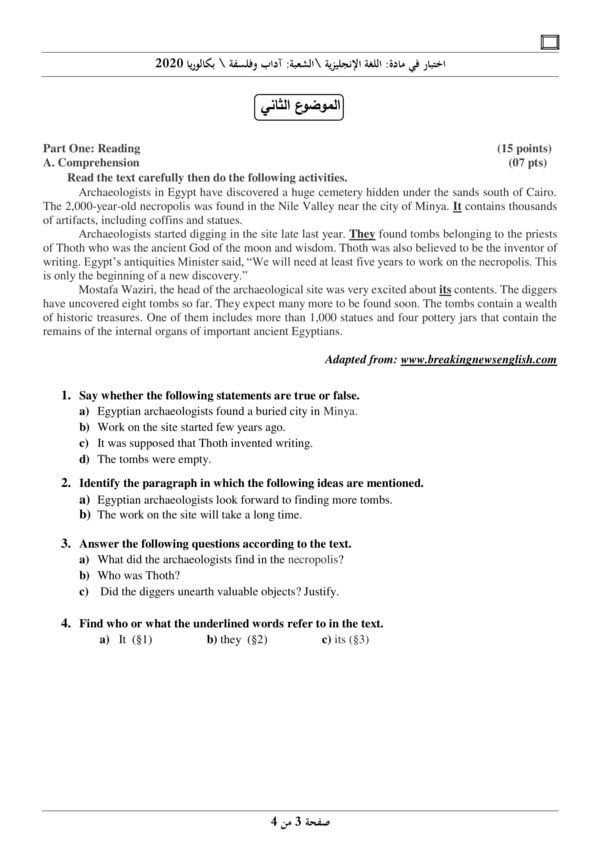 اختبار في مادة: اللغة الإنجليزية \ الشعبة: آداب وفلسفة \ بكالوريا 2020
الموضوع الثاني
Part One: Reading (15 points)
A. Comprehension (07 pts)
Read the text carefully then do the following activities.
Archaeologists in Egypt have discovered a huge cemetery hidden under the sands south of Cairo.
The 2,000-year-old necropolis was found in the Nile Valley near the city of Minya. It contains thousands
of artifacts, including coffins and statues.
Archaeologists started digging in the site late last year. They found tombs belonging to the priests
of Thoth who was the ancient God of the moon and wisdom. Thoth was also believed to be the inventor of
writing. Egypt's antiquities Minister said, “We will need at least five years to work on the necropolis. This
is only the beginning of a new discovery.”
Mostafa Waziri, the head of the archaeological site was very excited about its contents. The diggers
have uncovered eight tombs so far. They expect many more to be found soon. The tombs contain a wealth
of historic treasures. One of them includes more than 1,000 statues and four pottery jars that contain the
remains of the internal organs of important ancient Egyptians.
Adapted from: www.breakingnewsenglish.com
1. Say whether the following statements are true or false.
a) Egyptian archaeologists found a buried city in Minya.
b) Work on the site started few years ago.
c) It was supposed that Thoth invented writing.
d) The tombs were empty.
2. Identify the paragraph in which the following ideas are mentioned.
a) Egyptian archaeologists look forward to finding more tombs.
b) The work on the site will take a long time.
3. Answer the following questions according to the text.
a) What did the archaeologists find in the necropolis?
b) Who was Thoth?
c) Did the diggers unearth valuable objects? Justify.
4. Find who or what the underlined words refer to in the text.
a) It (§1) b) they (§2) c) its (§3)
صفحة 3 من 4